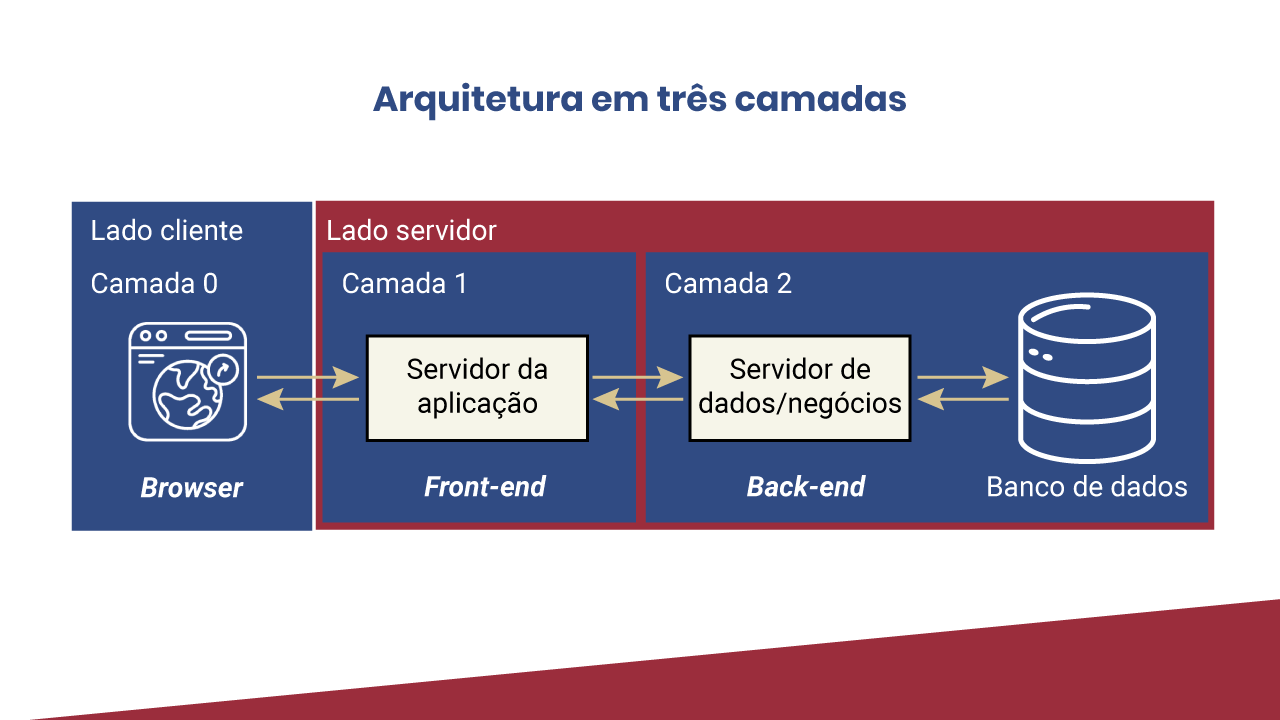 Arquitetura em três camadas
Lado cliente
Lado servidor
Camada 0
Camada 1
Camada 2
Servidor da
aplicação
Servidor de
dados/negócios
Browser
Front-end
Back-end
Banco de dados